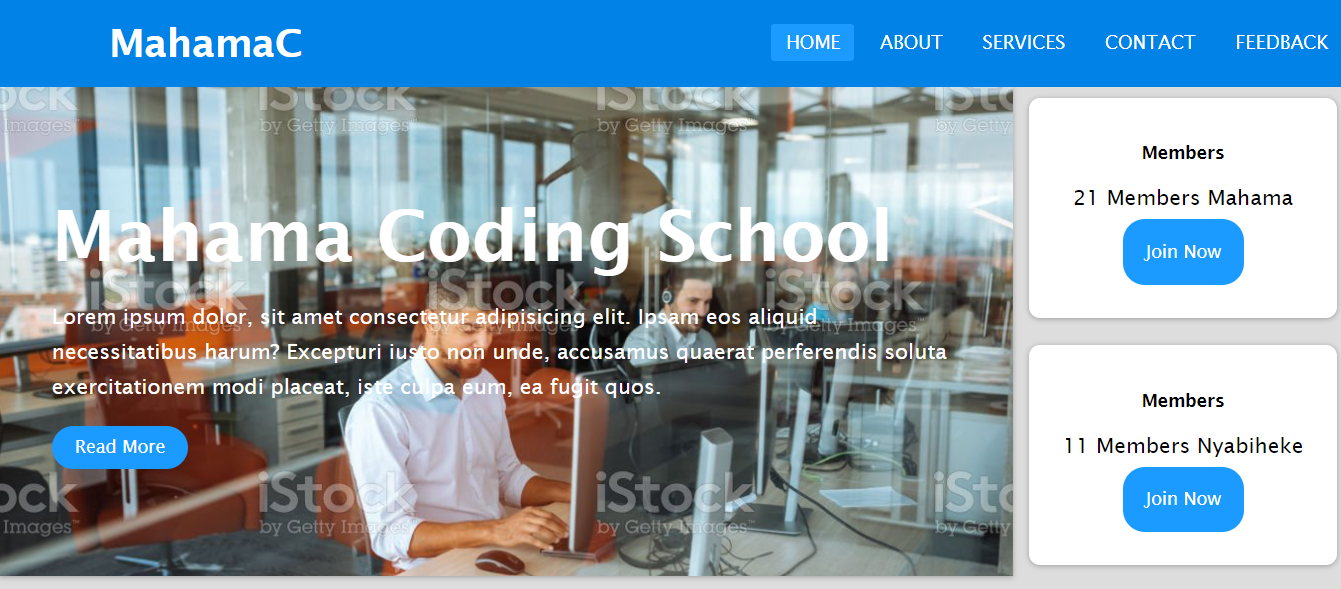 MahamaC
HOME
ABOUT
SERVICES
CONTACT
FEEDBACK
iStock
by Getty Images™
Mahama Coding School
Lorem ipsum dolor, sit amet consectetur adipisicing elit. Ipsam eos aliquid
necessitatibus harum? Excepturi iusto non unde, accusamus quaerat perferendis soluta
exercitationem modi placeat, iste culpa eum, ea fugit quos.
Read More
Members
21 Members Mahama
Join Now
Members
11 Members Nyabiheke
Join Now